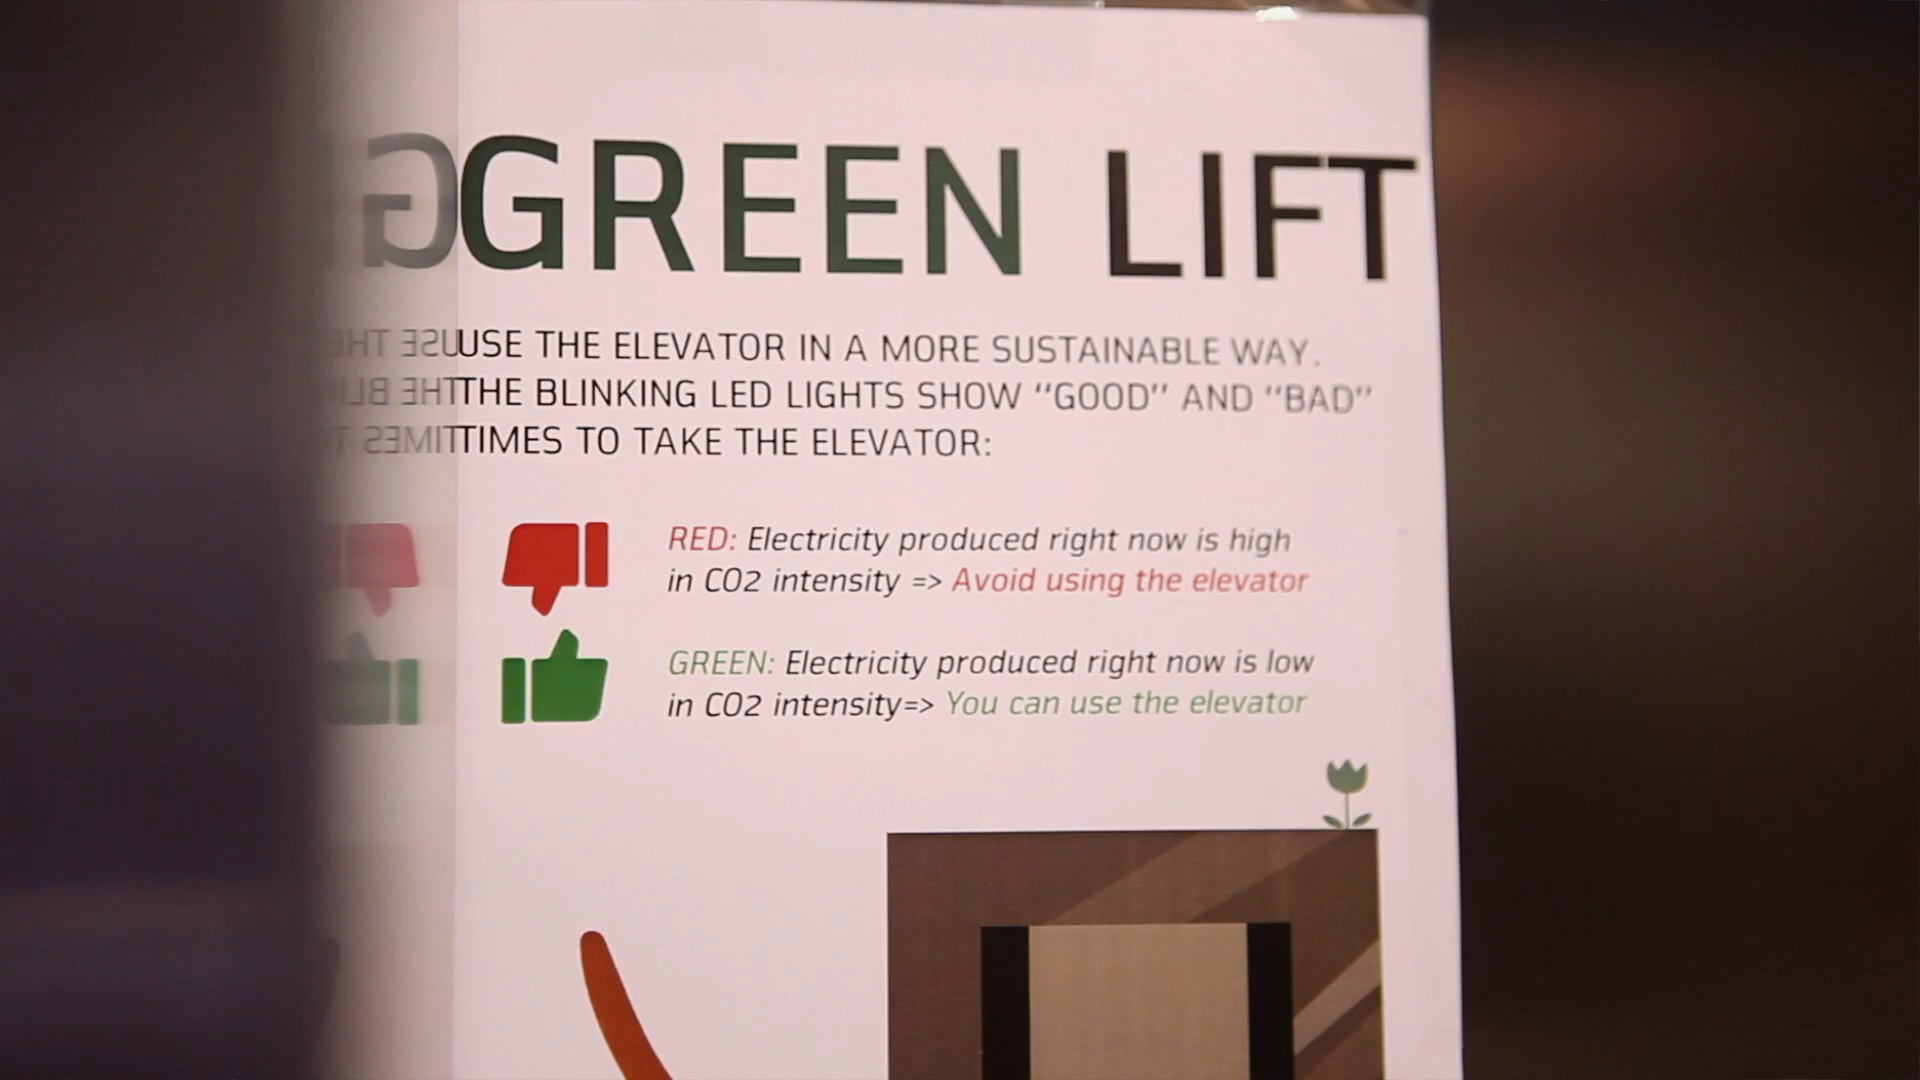 GREEN LIFT
USE THE ELEVATOR IN A MORE SUSTAINABLE WAY.
THE BLINKING LED LIGHTS SHOW "GOOD" AND "BAD"
TIMES TO TAKE THE ELEVATOR:
RED: Electricity produced right now is high
in CO2 intensity => Avoid using the elevator
GREEN: Electricity produced right now is low
in CO2 intensity=> You can use the elevator